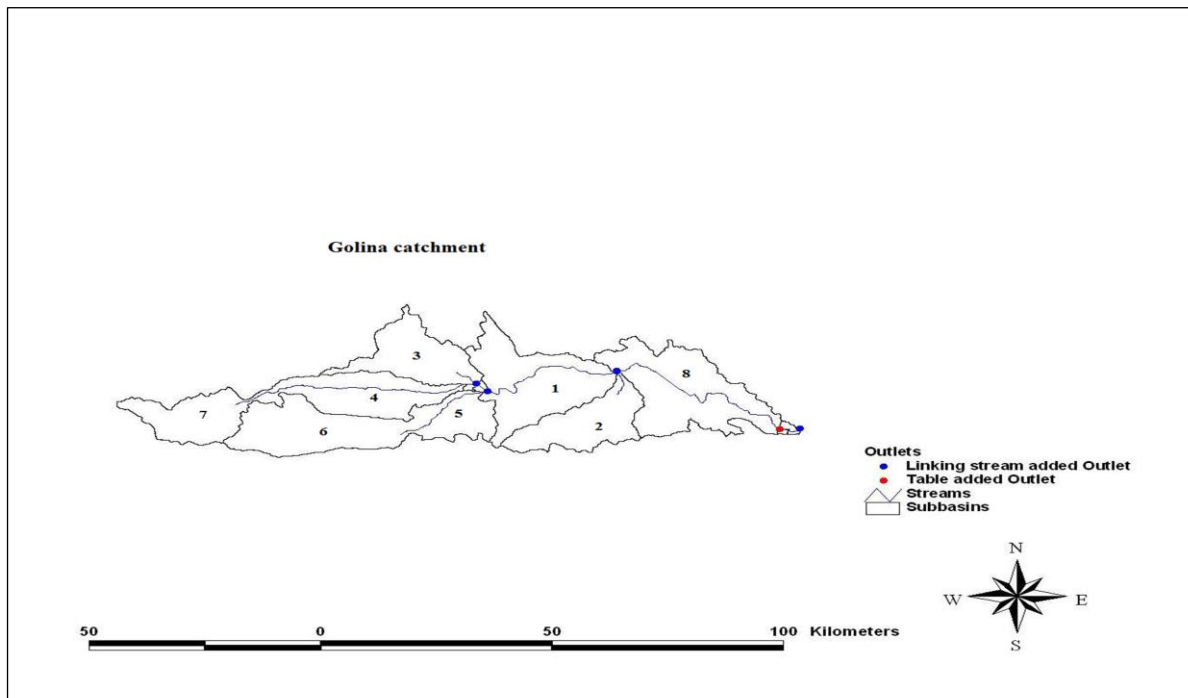 Golina catchment
3
1
8
4
7
5
6
2
Outlets
Linking stream added Outlet
Table added Outlet
Streams
Subbasins
N
W E
S
50 0 50 100 Kilometers